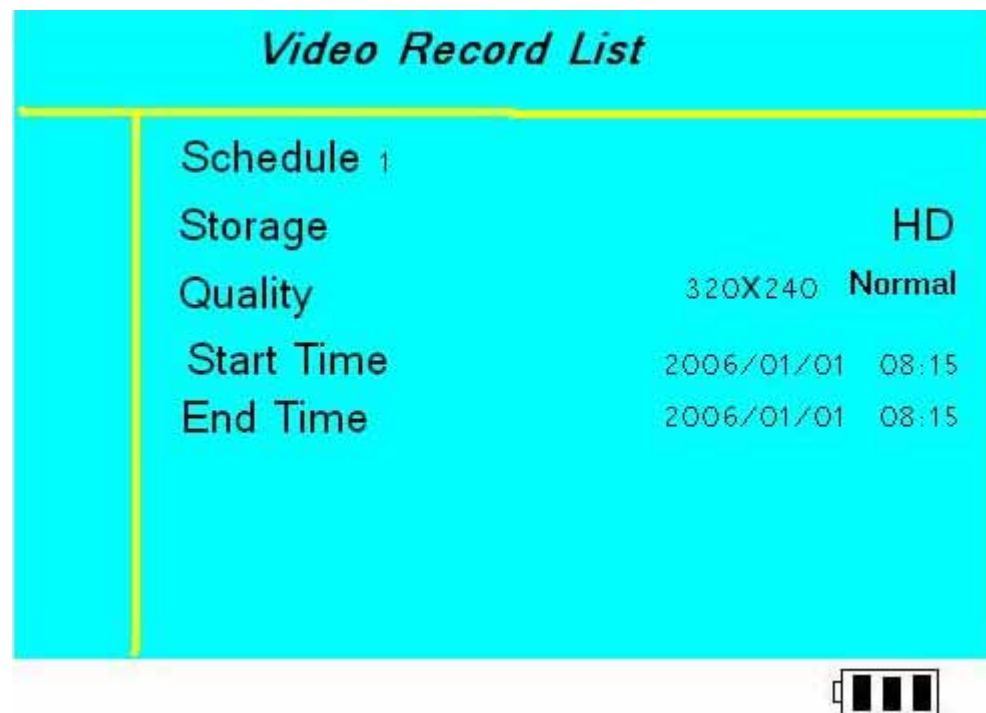 Video Record List
Schedule 1
Storage HD
Quality 320X240 Normal
Start Time 2006/01/01 08:15
End Time 2006/01/01 08:15